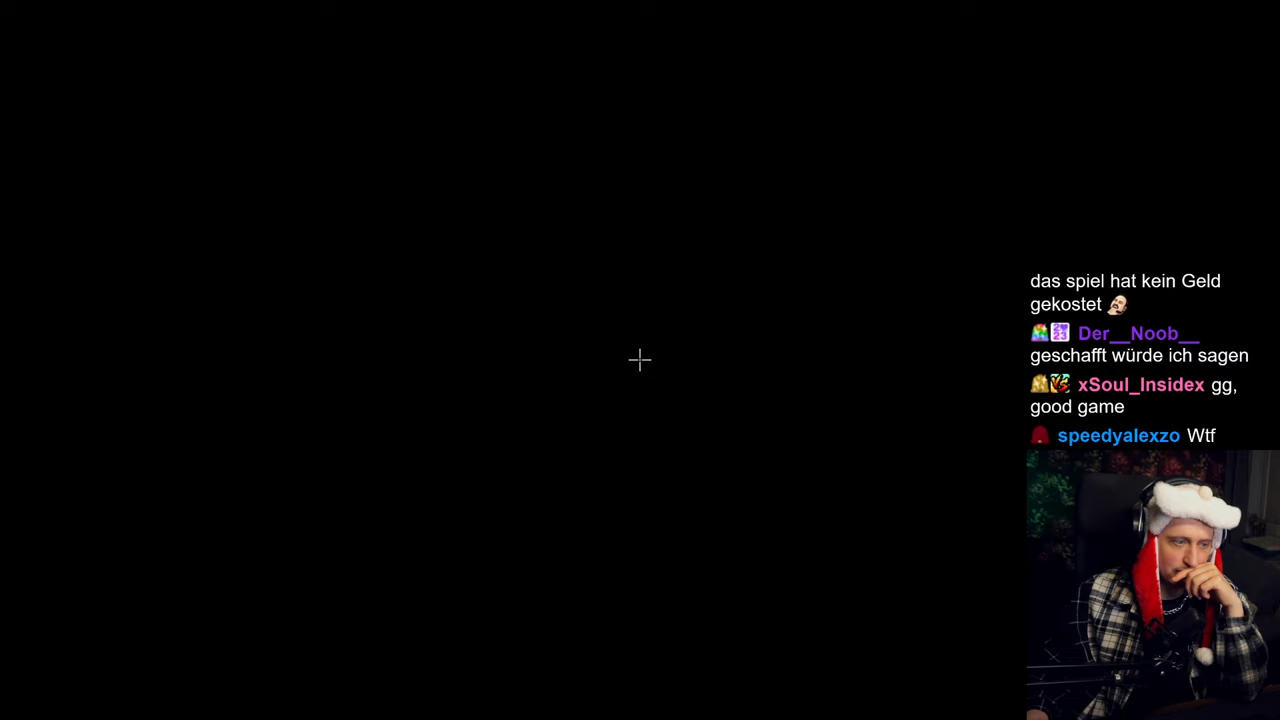 das spiel hat kein Geld
gekostet
Der__Noob__
geschafft würde ich sagen
xSoul_Insidex gg,
good game
speedyalexzo Wtf